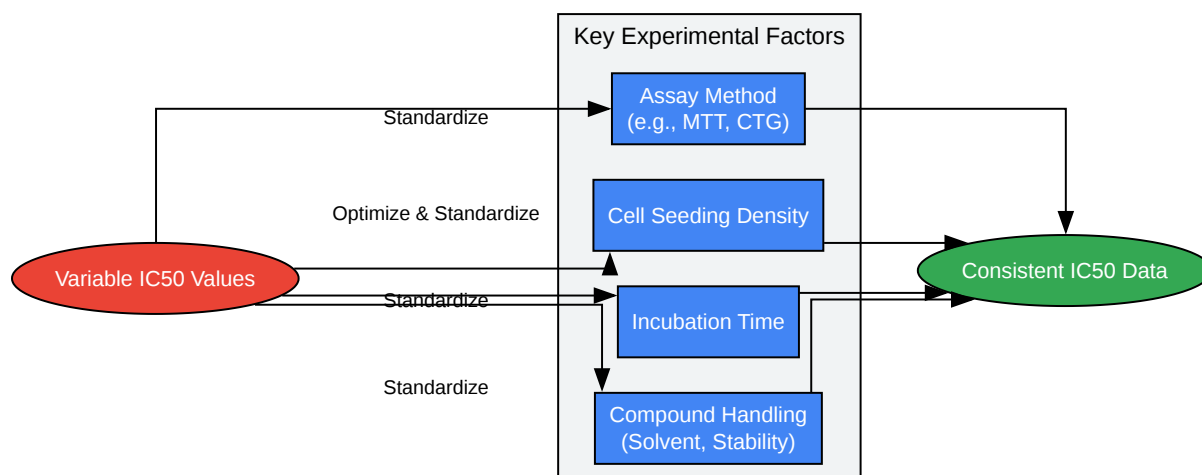 Key Experimental Factors
Assay Method
(e.g., MTT, CTG)
Standardize
Optimize & Standardize
Cell Seeding Density
Variable IC50 Values
Consistent IC50 Data
Standardize
Incubation Time
Standardize
Compound Handling
(Solvent, Stability)